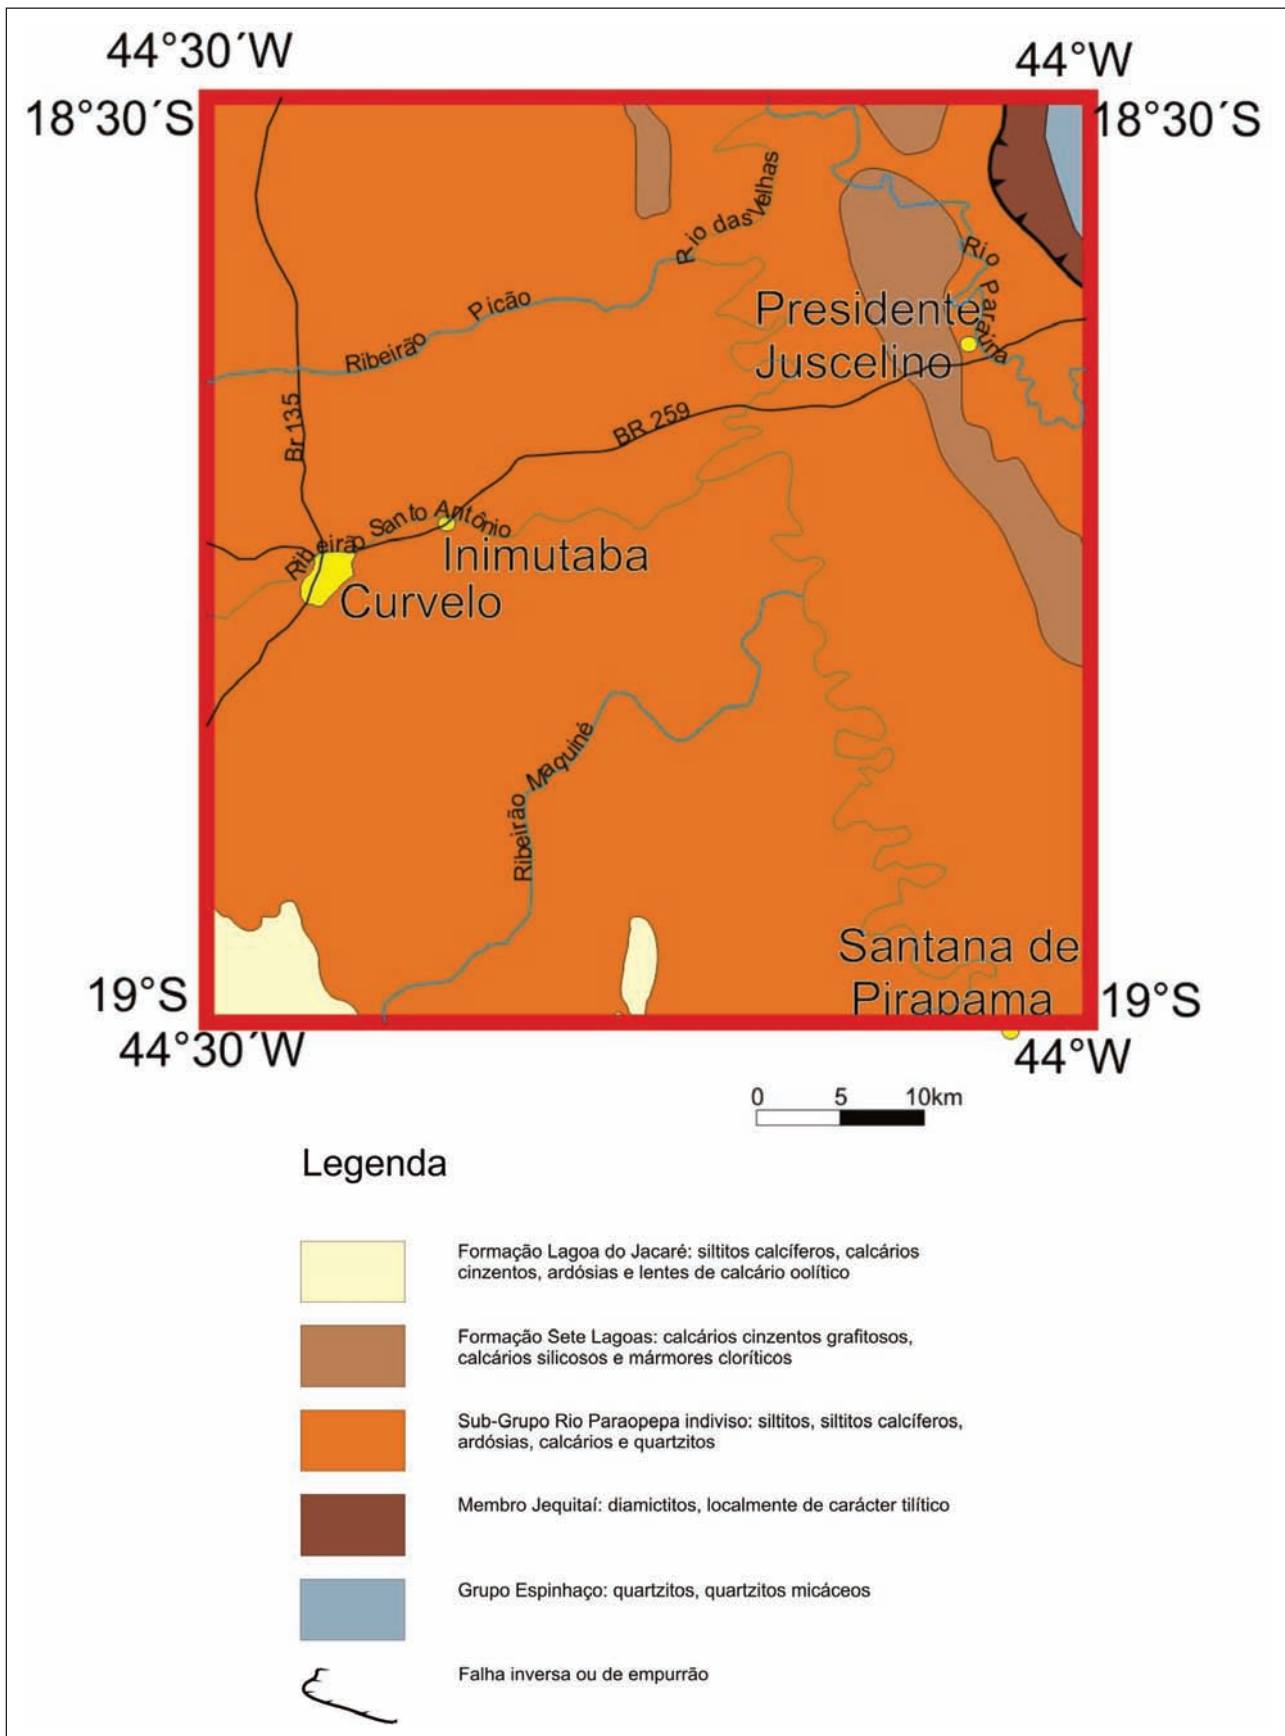 44°30´W
44°W
18°30´S
18°30´S
Rio das Velhas
Rio Paraúna
Ribeirão Picão
Presidente
Juscelino
Br 135
BR 259
Ribeirão Santo Antônio
Inimutaba
Curvelo
Ribeirão Maquiné
Santana de
Pirapama
19°S
19°S
44°30´W
44°W
0 5 10km
Legenda
Formação Lagoa do Jacaré: siltitos calcíferos, calcários
cinzentos, ardósias e lentes de calcário oolítico
Formação Sete Lagoas: calcários cinzentos grafitosos,
calcários silicosos e mármores cloríticos
Sub-Grupo Rio Paraopepa indiviso: siltitos, siltitos calcíferos,
ardósias, calcários e quartzitos
Membro Jequitaí: diamictitos, localmente de carácter tilítico
Grupo Espinhaço: quartzitos, quartzitos micáceos
Falha inversa ou de empurrão